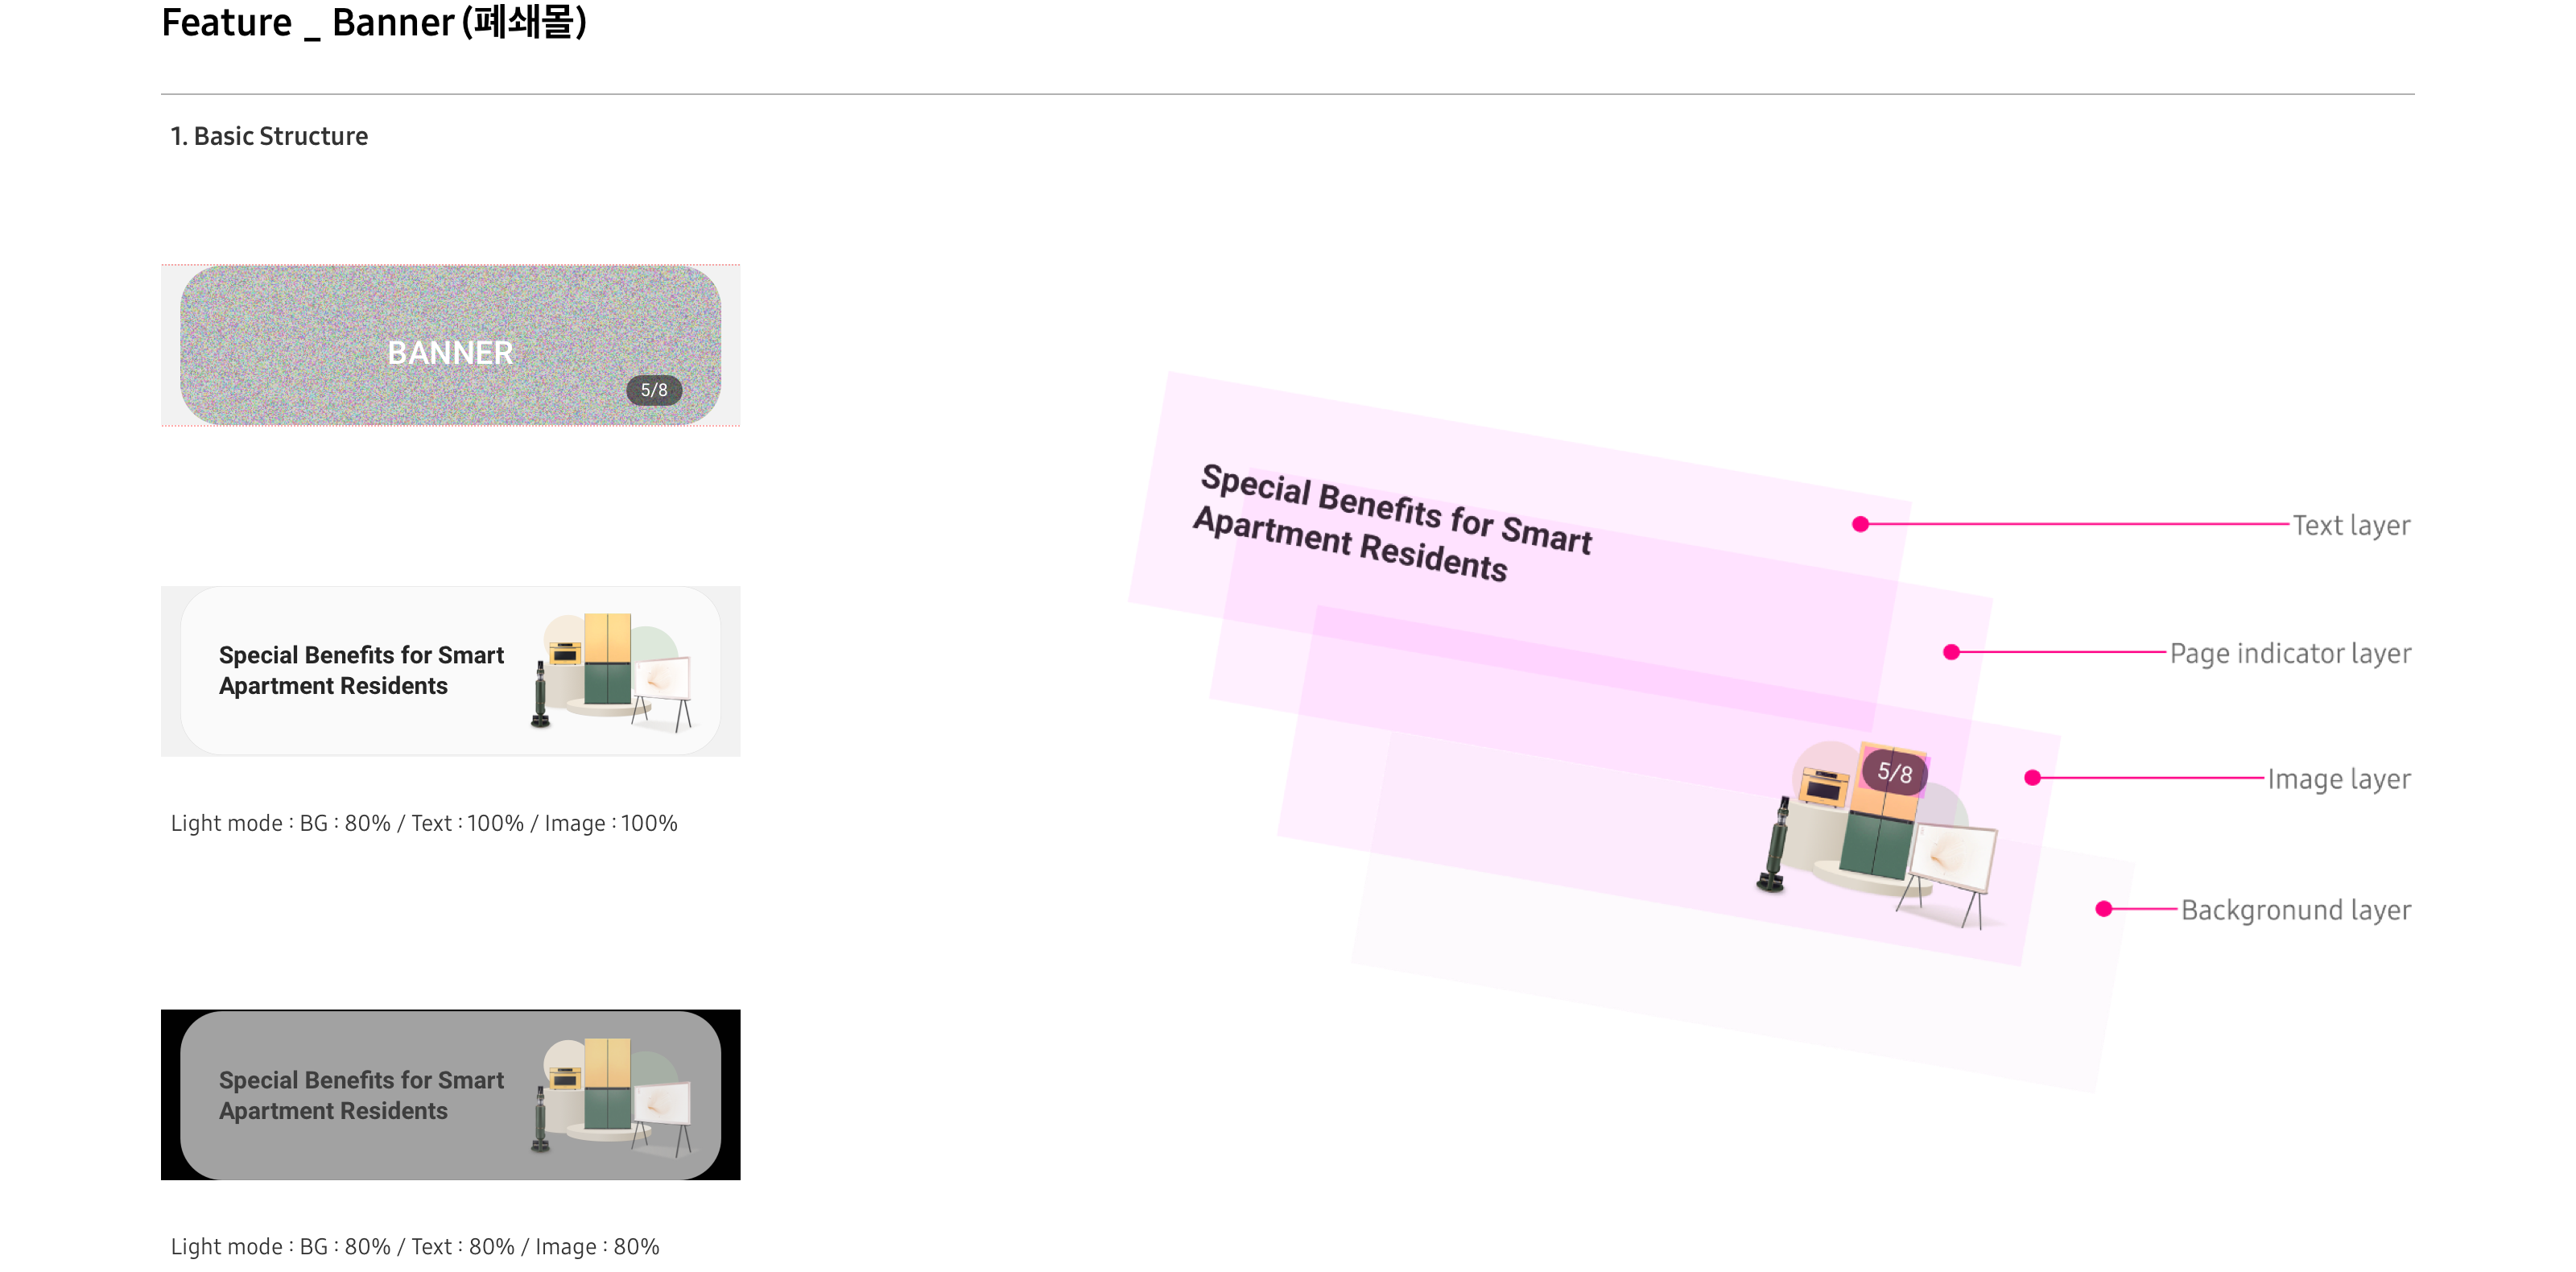 Feature _ Banner (폐쇄몰)
1. Basic Structure
BANNER
5/8
Special Benefits for Smart
Apartment Residents
Light mode : BG : 80% / Text : 100% / Image : 100%
Special Benefits for Smart
Apartment Residents
Light mode : BG : 80% / Text : 80% / Image : 80%
Special Benefits for Smart
Apartment Residents
5/8
Text layer
Page indicator layer
Image layer
Backgronund layer